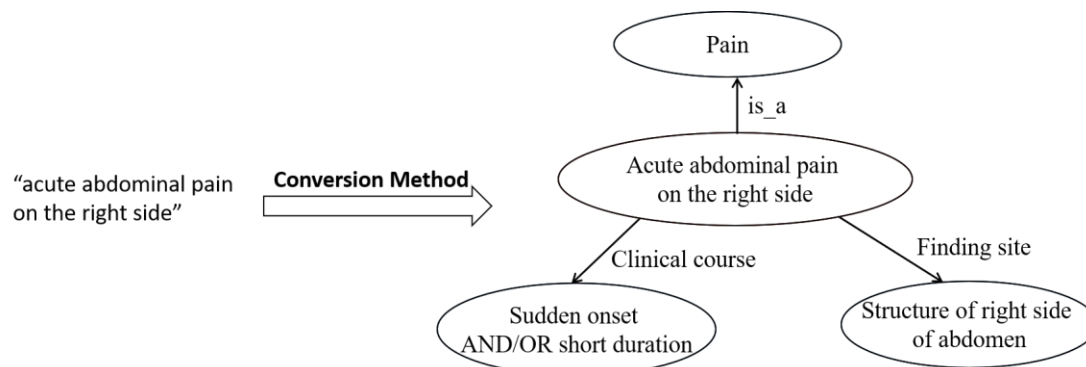 Pain
is_a
"acute abdominal pain
on the right side"
Conversion Method
Acute abdominal pain
on the right side
Clinical course
Finding site
Sudden onset
AND/OR short duration
Structure of right side
of abdomen